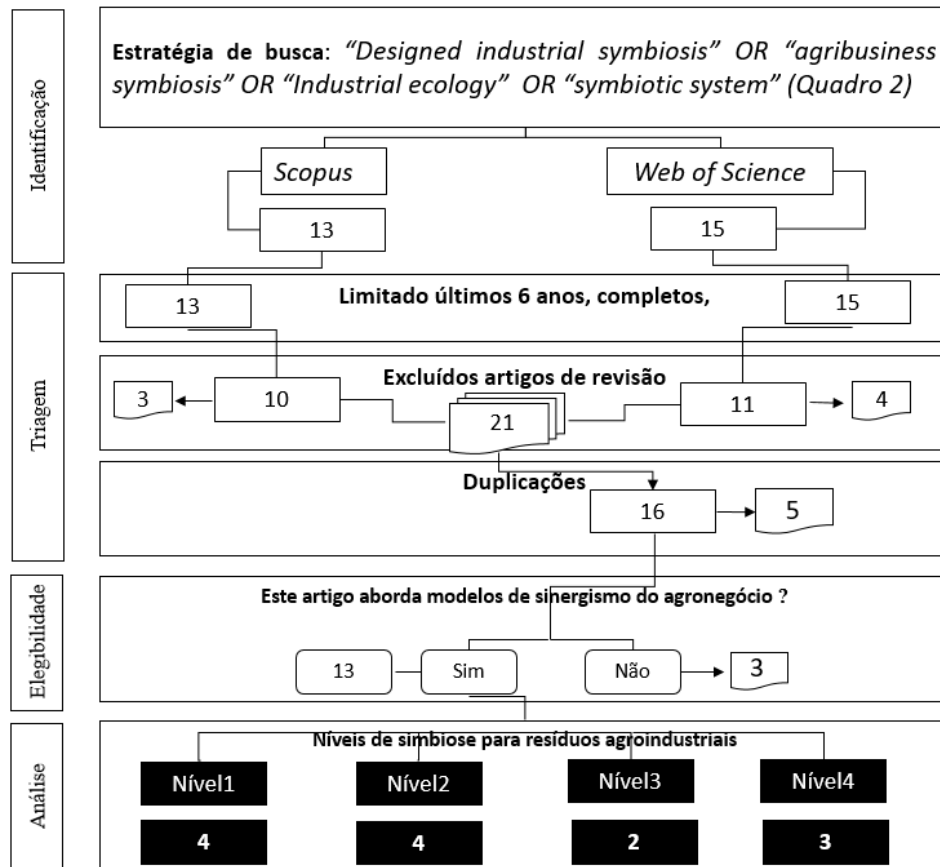 Identificação
Estratégia de busca: “Designed industrial symbiosis” OR “agribusiness
symbiosis” OR “Industrial ecology” OR “symbiotic system” (Quadro 2)
Scopus
Web of Science
13
15
Triagem
Limitado últimos 6 anos, completos,
13
15
Excluídos artigos de revisão
3
10
21
11
4
Duplicações
16
5
Elegibilidade
Este artigo aborda modelos de sinergismo do agronegócio ?
13
Sim
Não
3
Análise
Níveis de simbiose para resíduos agroindustriais
Nível1
Nível2
Nível3
Nível4
4
4
2
3